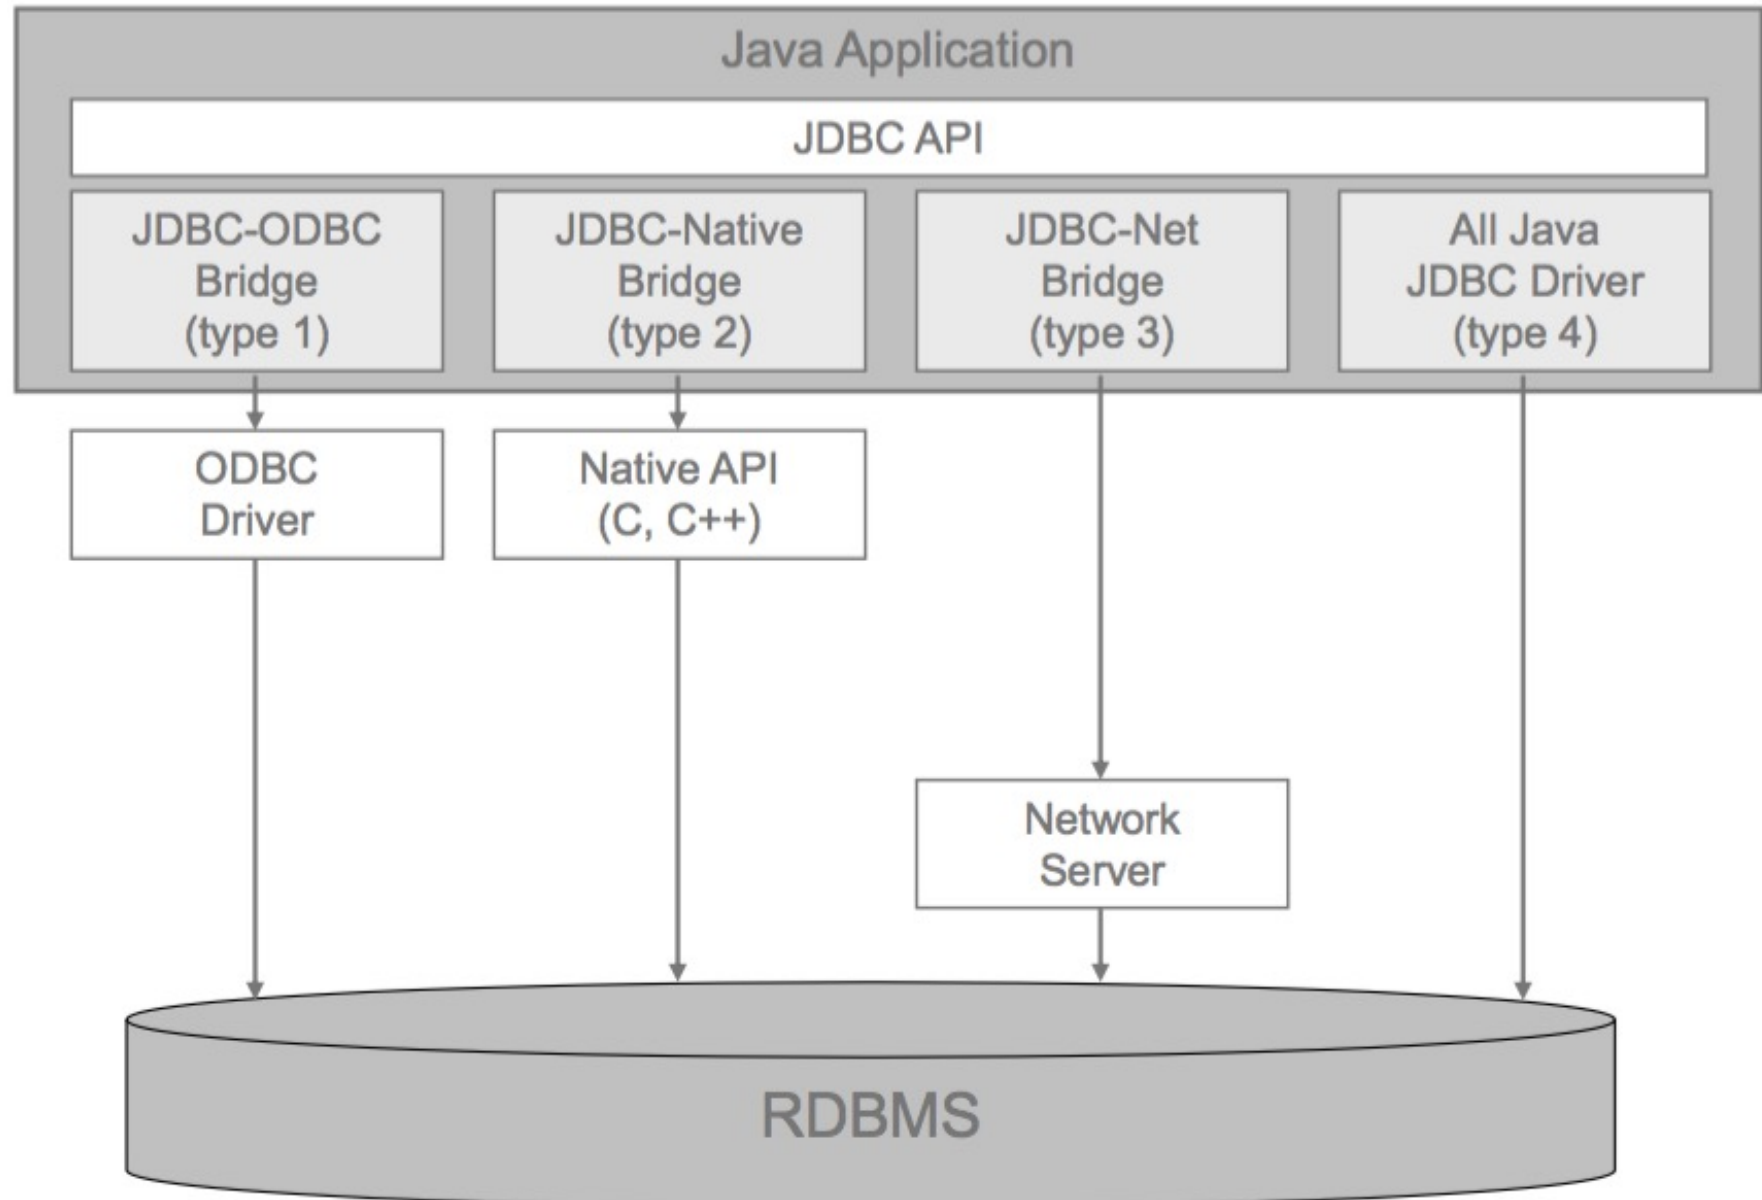 Java Application
JDBC API
JDBC-ODBC
Bridge
(type 1)
JDBC-Native
Bridge
(type 2)
JDBC-Net
Bridge
(type 3)
All Java
JDBC Driver
(type 4)
ODBC
Driver
Native API
(C, C++)
Network
Server
RDBMS